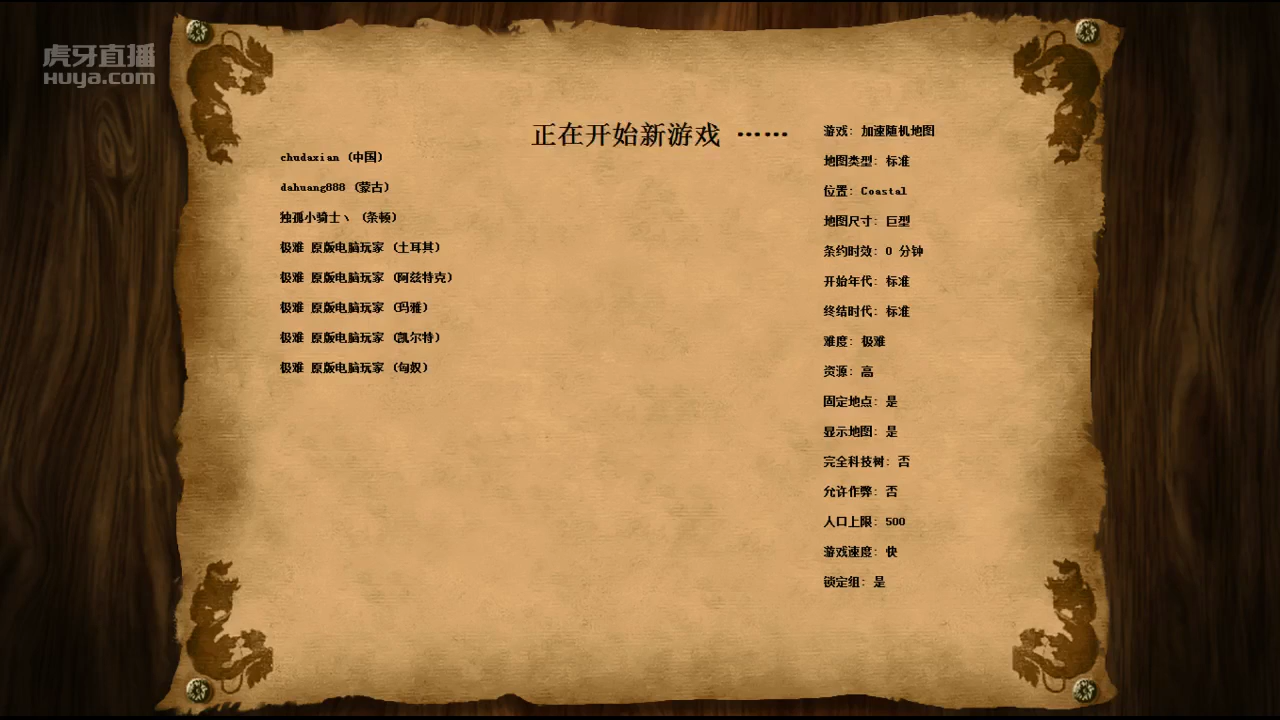 虎牙直播
HUYA.com
正在开始新游戏 ……
chudaxian (中国)
dahuang888 (蒙古)
独孤小骑士丶 (条顿)
极难 原版电脑玩家 (土耳其)
极难 原版电脑玩家 (阿兹特克)
极难 原版电脑玩家 (玛雅)
极难 原版电脑玩家 (凯尔特)
极难 原版电脑玩家 (匈奴)
游戏: 加速随机地图
地图类型: 标准
位置: Coastal
地图尺寸: 巨型
条约时效: 0 分钟
开始年代: 标准
终结时代: 标准
难度: 极难
资源: 高
固定地点: 是
显示地图: 是
完全科技树: 否
允许作弊: 否
人口上限: 500
游戏速度: 快
锁定组: 是